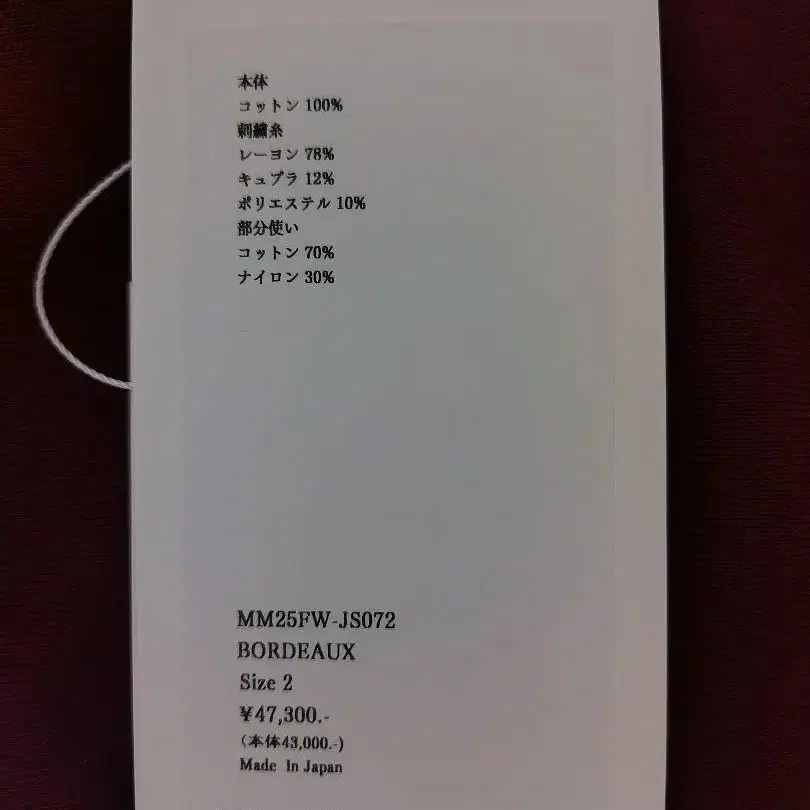 本体
コットン 100%
刺繍糸
レーヨン 78%
キュプラ 12%
ポリエステル 10%
部分使い
コットン 70%
ナイロン 30%
MM25FW-JS072
BORDEAUX
Size 2
¥47,300.-
(本体43,000.-)
Made In Japan